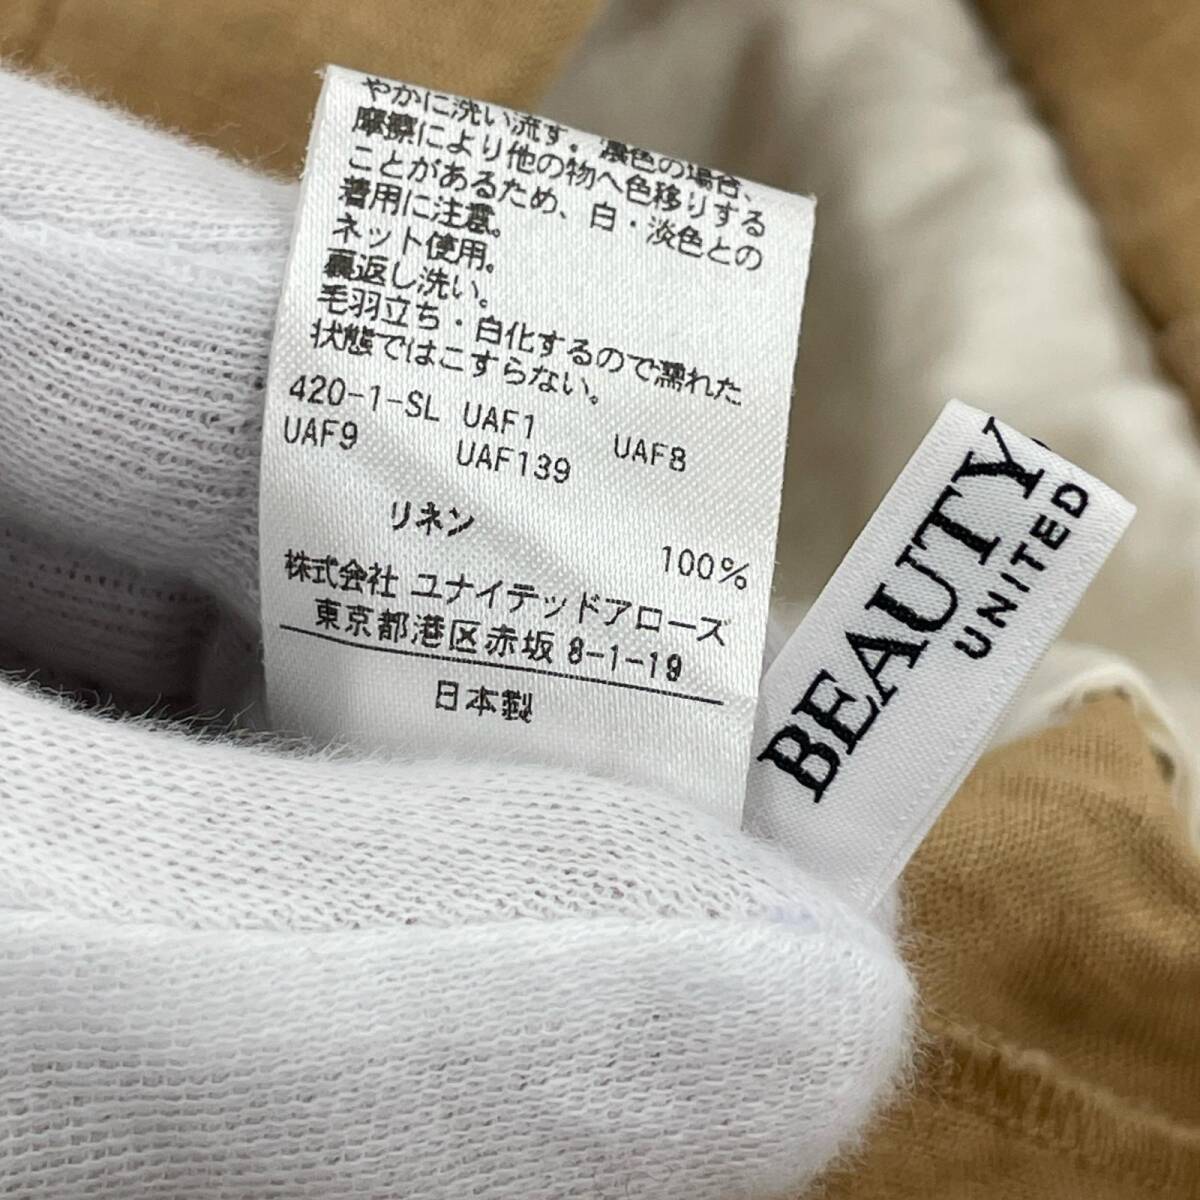 やかに洗い流す。濃色の場合、
摩擦により他の物へ色移りする
ことがあるため、白・淡色との
着用に注意。
ネット使用。
裏返し洗い。
毛羽立ち・白化するので濡れた
状態ではこすらない。
420-1-SL UAF1 UAF8
UAF9 UAF139
リネン 100%
株式会社 ユナイテッドアローズ
東京都港区赤坂 8-1-19
日本製
BEAUTY
UNITED